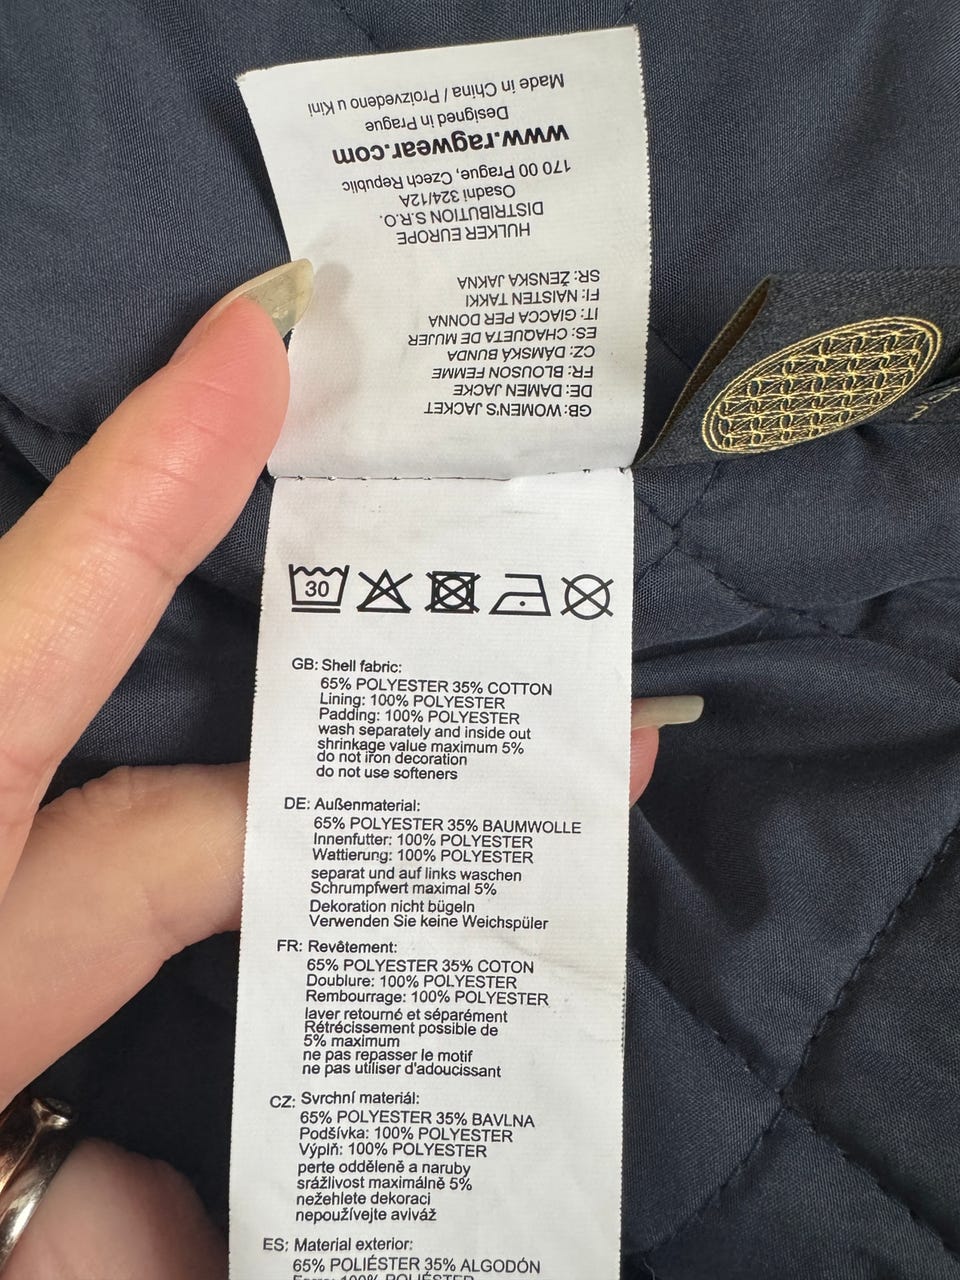 Made in China / Proizvedeno u Kini
Designed in Prague
www.ragwear.com
170 00 Prague, Czech Republic
Osadni 324/12A
DISTRIBUTION S.R.O.
HULKER EUROPE
SR: ŽENSKA JAKNA
FI: NAISTEN TAKKI
IT: GIACCA PER DONNA
ES: CHAQUETA DE MUJER
CZ: DÁMSKÁ BUNDA
FR: BLOUSON FEMME
DE: DAMEN JACKE
GB: WOMEN'S JACKET
30
GB: Shell fabric:
65% POLYESTER 35% COTTON
Lining: 100% POLYESTER
Padding: 100% POLYESTER
wash separately and inside out
shrinkage value maximum 5%
do not iron decoration
do not use softeners
DE: Außenmaterial:
65% POLYESTER 35% BAUMWOLLE
Innenfutter: 100% POLYESTER
Wattierung: 100% POLYESTER
separat und auf links waschen
Schrumpfwert maximal 5%
Dekoration nicht bügeln
Verwenden Sie keine Weichspüler
FR: Revêtement:
65% POLYESTER 35% COTON
Doublure: 100% POLYESTER
Rembourrage: 100% POLYESTER
laver retourné et séparément
Rétrécissement possible de
5% maximum
ne pas repasser le motif
ne pas utiliser d'adoucissant
CZ: Svrchní materiál:
65% POLYESTER 35% BAVLNA
Podšívka: 100% POLYESTER
Výplň: 100% POLYESTER
perte odděleně a naruby
srážlivost maximálně 5%
nežehlete dekoraci
nepoužívejte aviváž
ES: Material exterior:
65% POLIÉSTER 35% ALGODÓN
100% POLIÉSTER